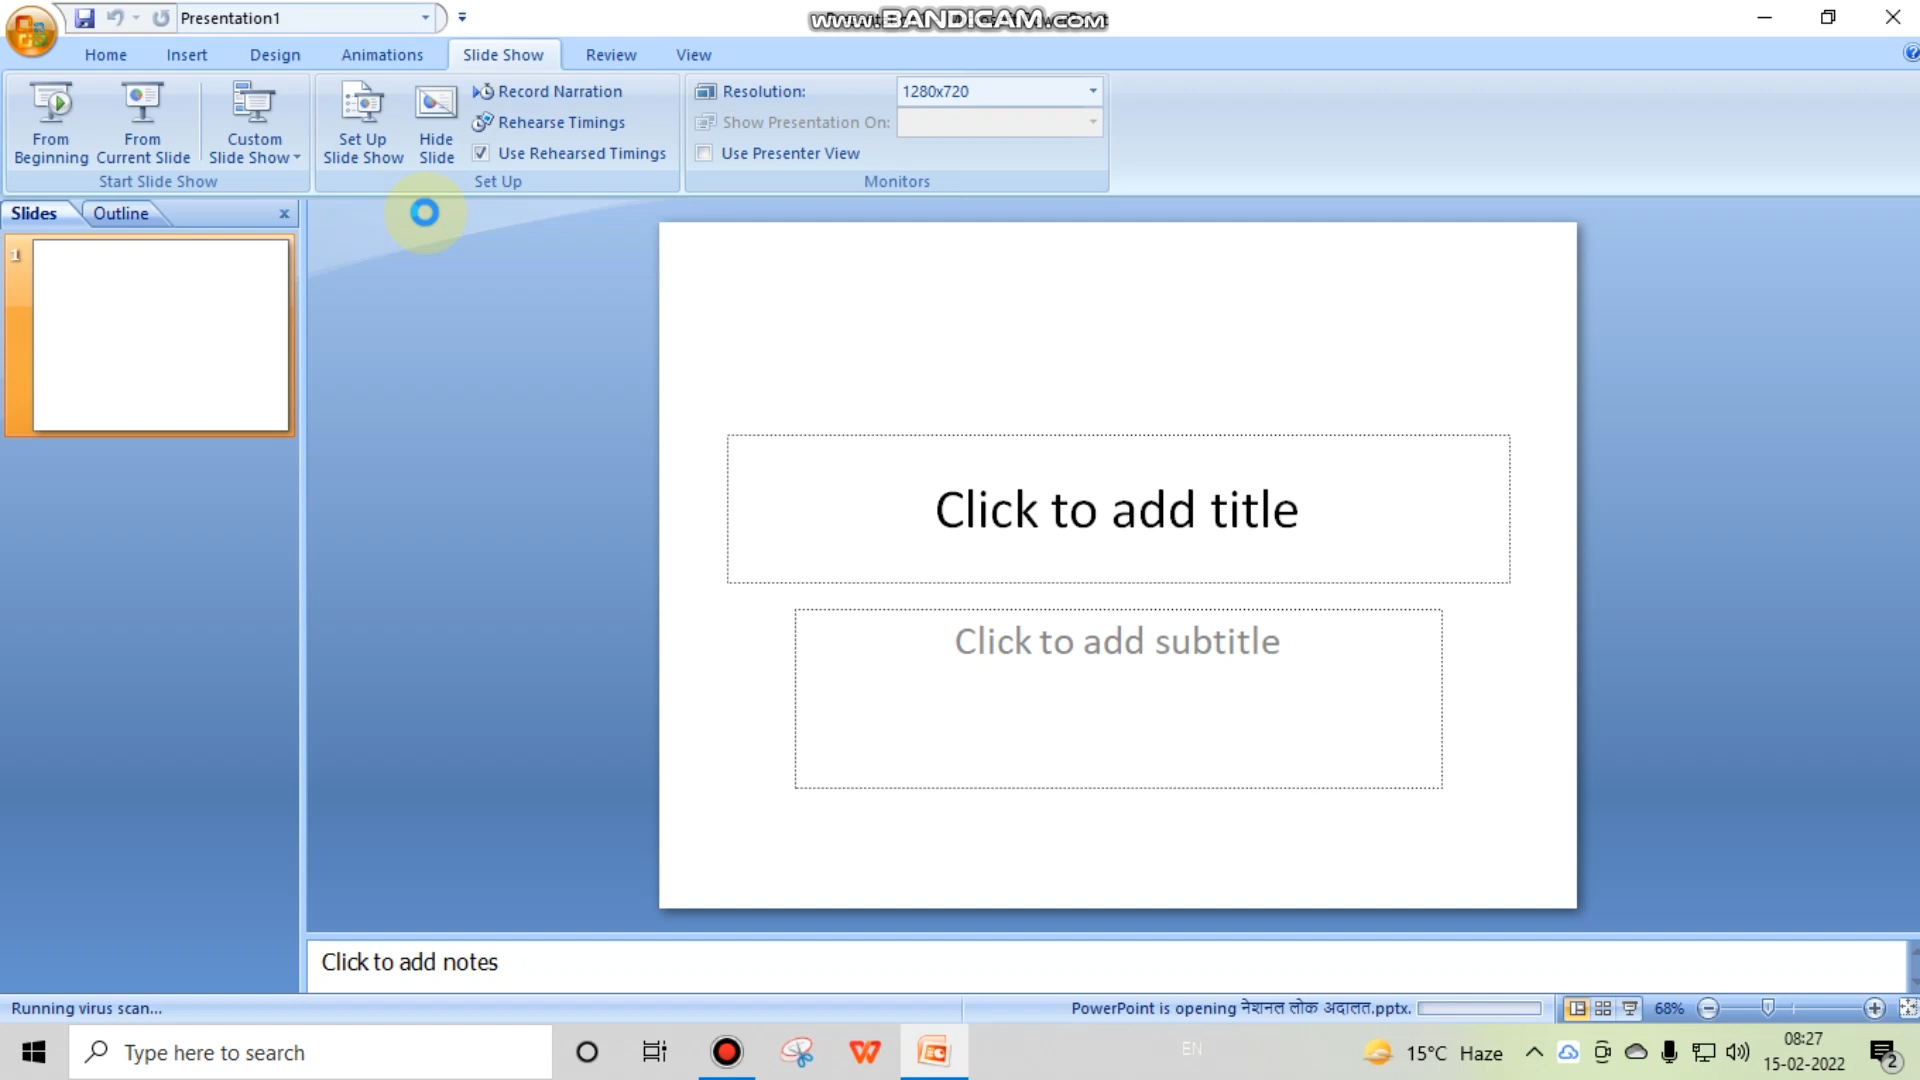 Presentation1
www.BANDICAM.com
Home Insert Design Animations Slide Show Review View
From Beginning
From Current Slide
Custom Slide Show
Start Slide Show
Set Up Slide Show
Hide Slide
Record Narration
Rehearse Timings
Use Rehearsed Timings
Set Up
Resolution: 1280x720
Show Presentation On:
Use Presenter View
Monitors
Slides Outline
1
Click to add title
Click to add subtitle
Click to add notes
Running virus scan...
PowerPoint is opening नेशनल लोक अदालत.pptx.
68%
Type here to search
EN
15°C Haze
08:27
15-02-2022
2